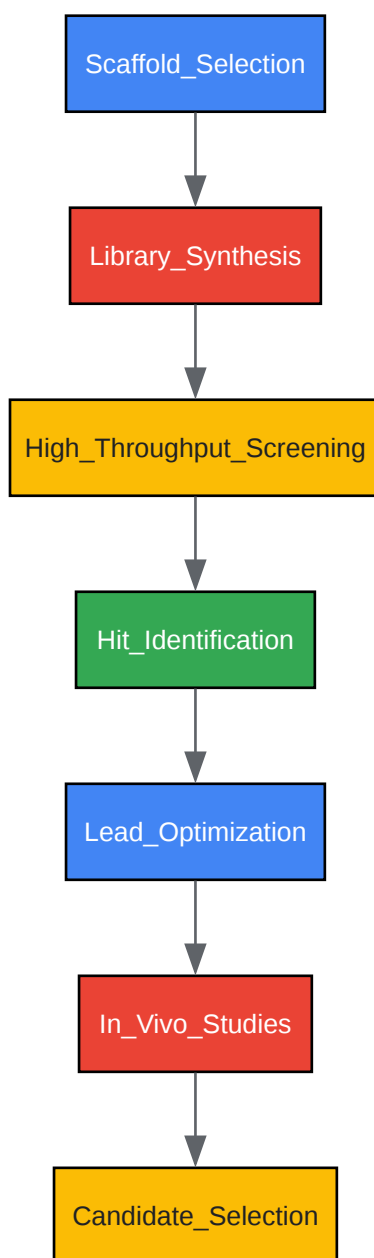 Scaffold_Selection
Library_Synthesis
High_Throughput_Screening
Hit_Identification
Lead_Optimization
In_Vivo_Studies
Candidate_Selection